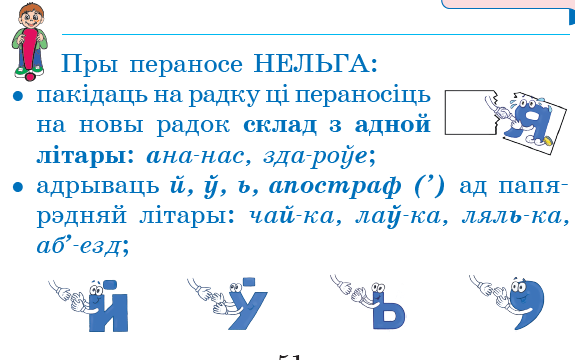 Пры пераносе НЕЛЬГА:
• пакідаць на радку ці пераносіць
на новы радок склад з адной
літары: ана-нас, зда-роўе;
• адрываць й, ў, ь, апостраф (’) ад папя-
рэдняй літары: чай-ка, лаў-ка, ляль-ка,
аб’-езд;
й ў ь ’